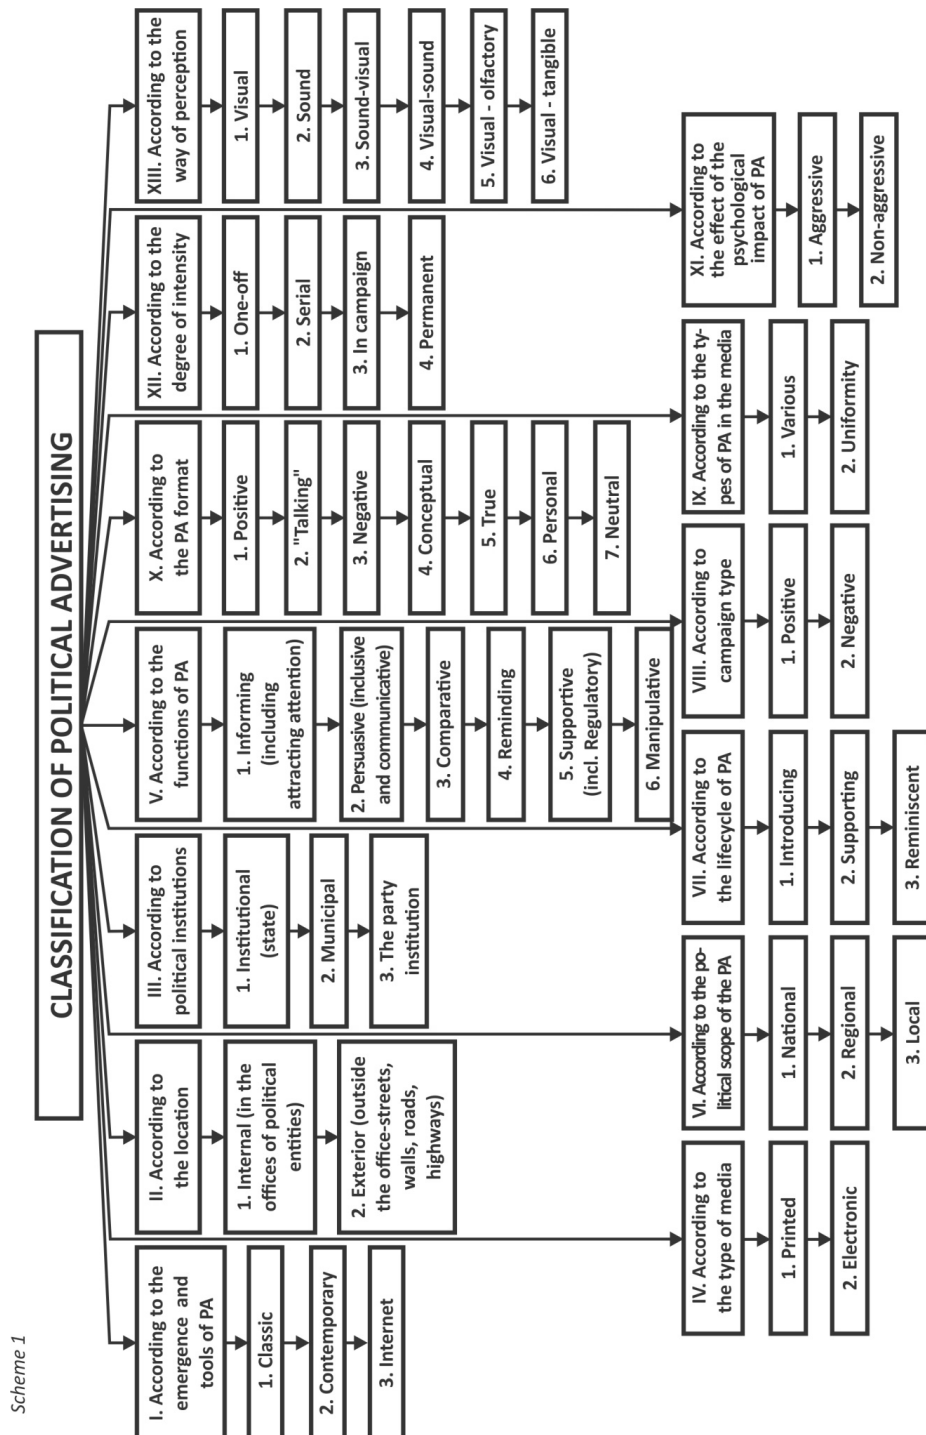 Scheme 1
CLASSIFICATION OF POLITICAL ADVERTISING
I. According to the
emergence and
tools of PA
1. Classic
2. Contemporary
3. Internet
II. According to
the location
1. Internal (in the
offices of political
entities)
2. Exterior (outside
the office-streets,
walls, roads,
highways)
III. According to
political institutions
1. Institutional
(state)
2. Municipal
3. The party
institution
V. According to the
functions of PA
1. Informing
(including
attracting attention)
2. Persuasive (inclusive
and communicative)
3. Comparative
4. Reminding
5. Supportive
(incl. Regulatory)
6. Manipulative
X. According to
the PA format
1. Positive
2. "Talking"
3. Negative
4. Conceptual
5. True
6. Personal
7. Neutral
XII. According to the
degree of intensity
1. One-off
2. Serial
3. In campaign
4. Permanent
XIII. According to the
way of perception
1. Visual
2. Sound
3. Sound-visual
4. Visual-sound
5. Visual - olfactory
6. Visual - tangible
IV. According to
the type of media
1. Printed
2. Electronic
VI. According to the po-
litical scope of the PA
1. National
2. Regional
3. Local
VII. According to
the lifecycle of PA
1. Introducing
2. Supporting
3. Reminiscent
VIII. According to
campaign type
1. Positive
2. Negative
IX. According to the ty-
pes of PA in the media
1. Various
2. Uniformity
XI. According to
the effect of the
psychological
impact of PA
1. Aggressive
2. Non-aggressive